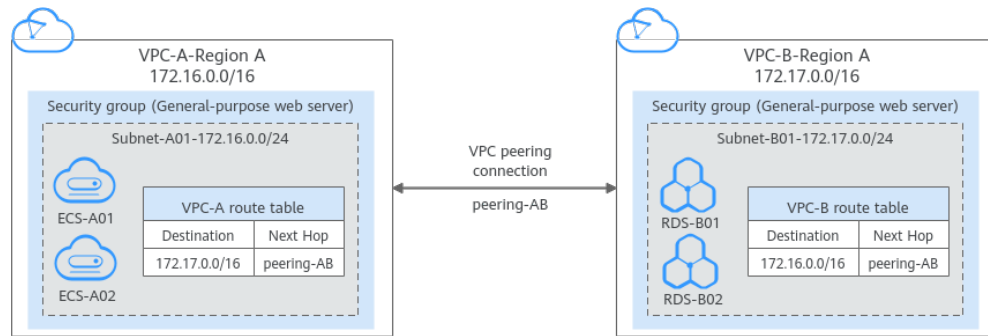 VPC-A-Region A
172.16.0.0/16
Security group (General-purpose web server)
Subnet-A01-172.16.0.0/24
ECS-A01
ECS-A02
VPC-A route table
Destination Next Hop
172.17.0.0/16 peering-AB
VPC peering
connection
peering-AB
VPC-B-Region A
172.17.0.0/16
Security group (General-purpose web server)
Subnet-B01-172.17.0.0/24
RDS-B01
RDS-B02
VPC-B route table
Destination Next Hop
172.16.0.0/16 peering-AB